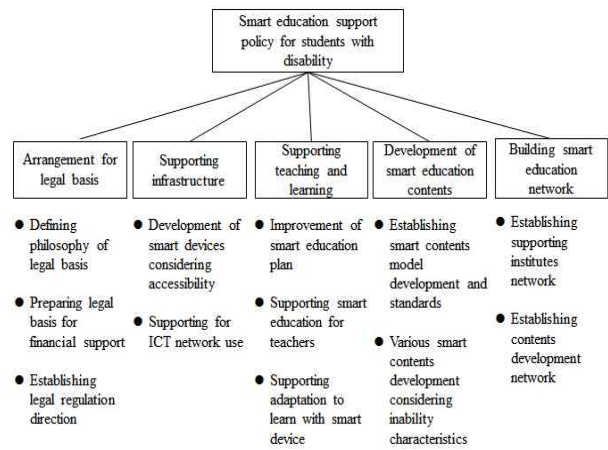 Smart education support
policy for students with
disability
Arrangement for
legal basis
Supporting
infrastructure
Supporting
teaching and
learning
Development of
smart education
contents
Building smart
education
network
● Defining
philosophy of
legal basis
● Preparing legal
basis for
financial support
● Establishing
legal regulation
direction
● Development of
smart devices
considering
accessibility
● Supporting for
ICT network use
● Improvement of
smart education
plan
● Supporting smart
education for
teachers
● Supporting
adaptation to
learn with smart
device
● Establishing
smart contents
model
development and
standards
● Various smart
contents
development
considering
inability
characteristics
● Establishing
supporting
institutes
network
● Establishing
contents
development
network